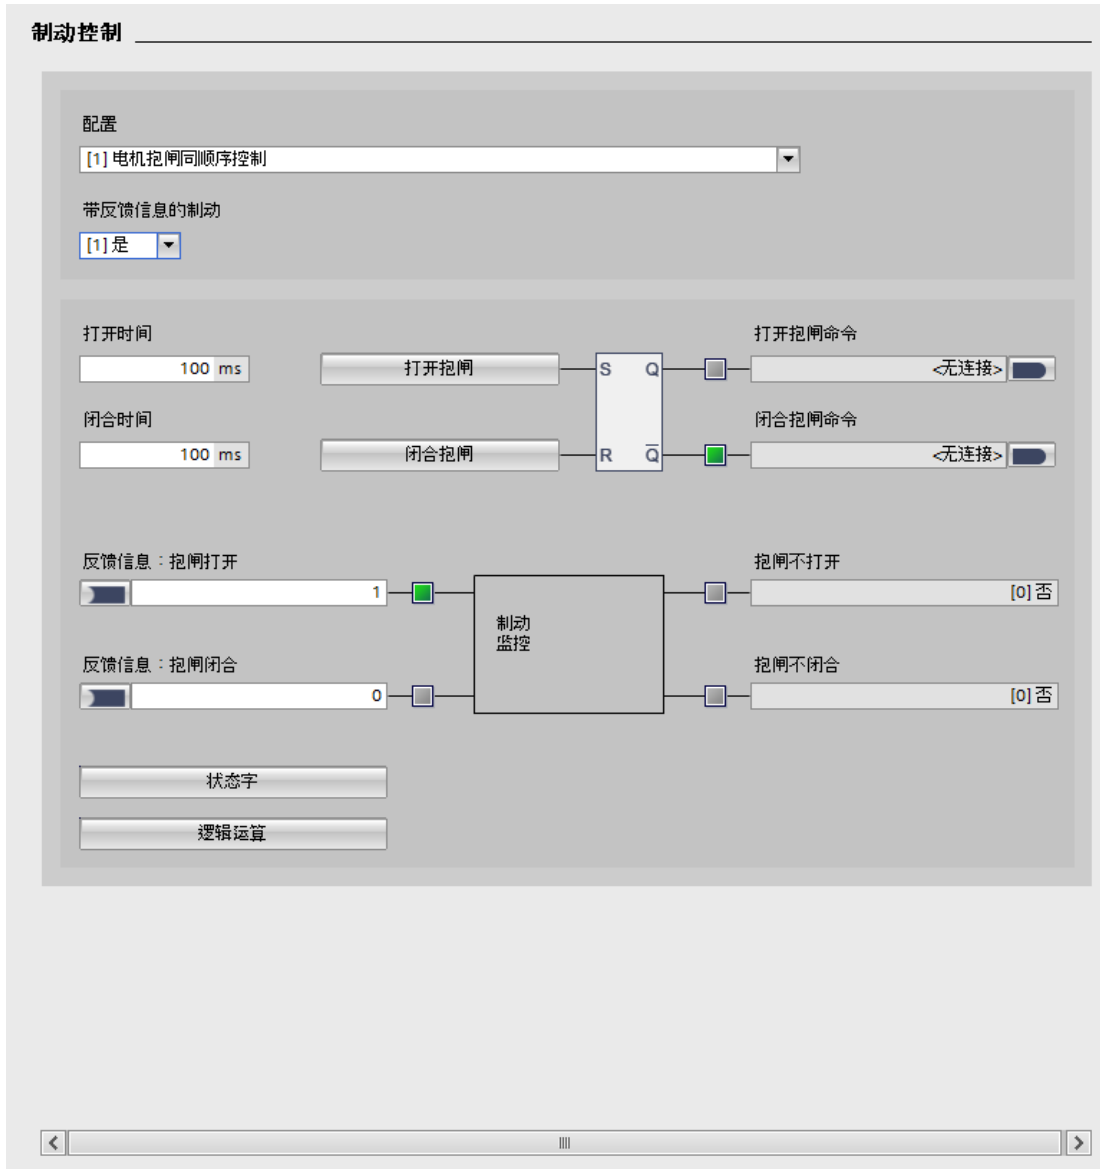 制动控制
配置
[1] 电机抱闸同顺序控制
带反馈信息的制动
[1] 是
打开时间
打开抱闸命令
100 ms
打开抱闸
S Q
<无连接>
闭合时间
闭合抱闸命令
100 ms
闭合抱闸
R Q̅
<无连接>
反馈信息：抱闸打开
抱闸不打开
1
[0] 否
制动
监控
反馈信息：抱闸闭合
抱闸不闭合
0
[0] 否
状态字
逻辑运算